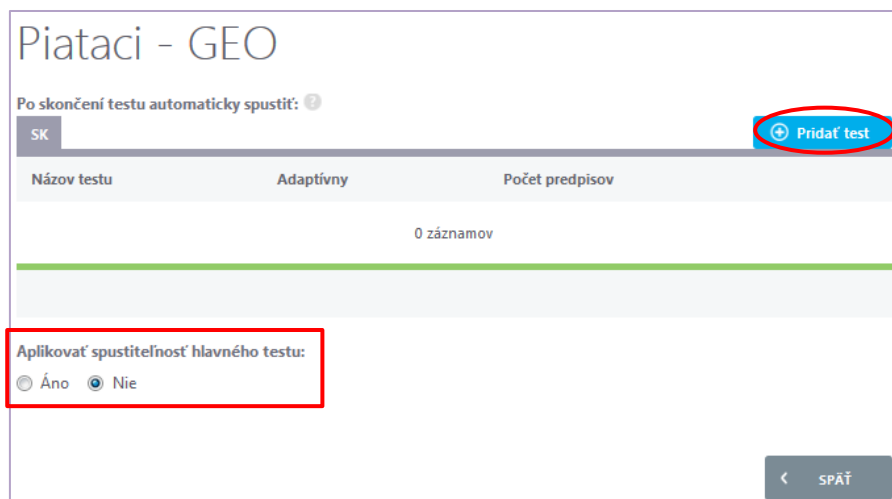 Piataci - GEO
Po skončení testu automaticky spustiť: ?
SK
Pridať test
Názov testu Adaptívny Počet predpisov
0 záznamov
Aplikovať spustiteľnosť hlavného testu:
Áno Nie
SPÄŤ